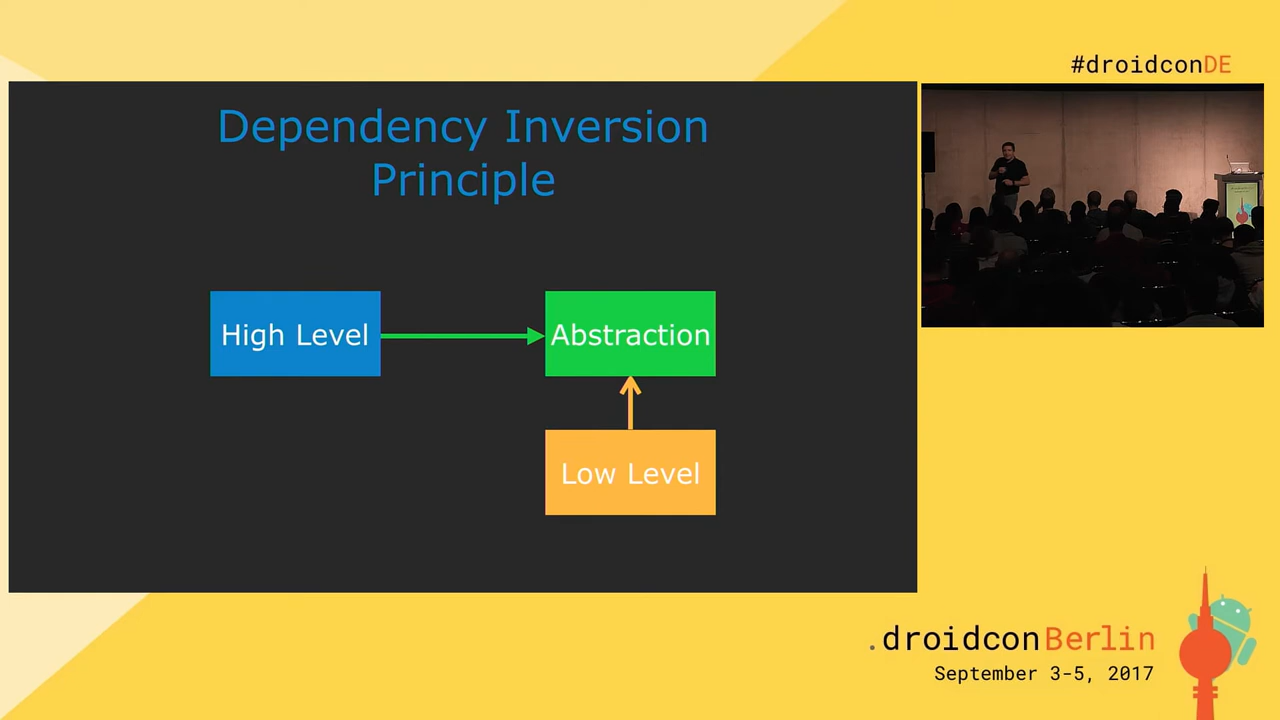 #droidconDE
Dependency Inversion
Principle
High Level
Abstraction
Low Level
.droidconBerlin
September 3-5, 2017